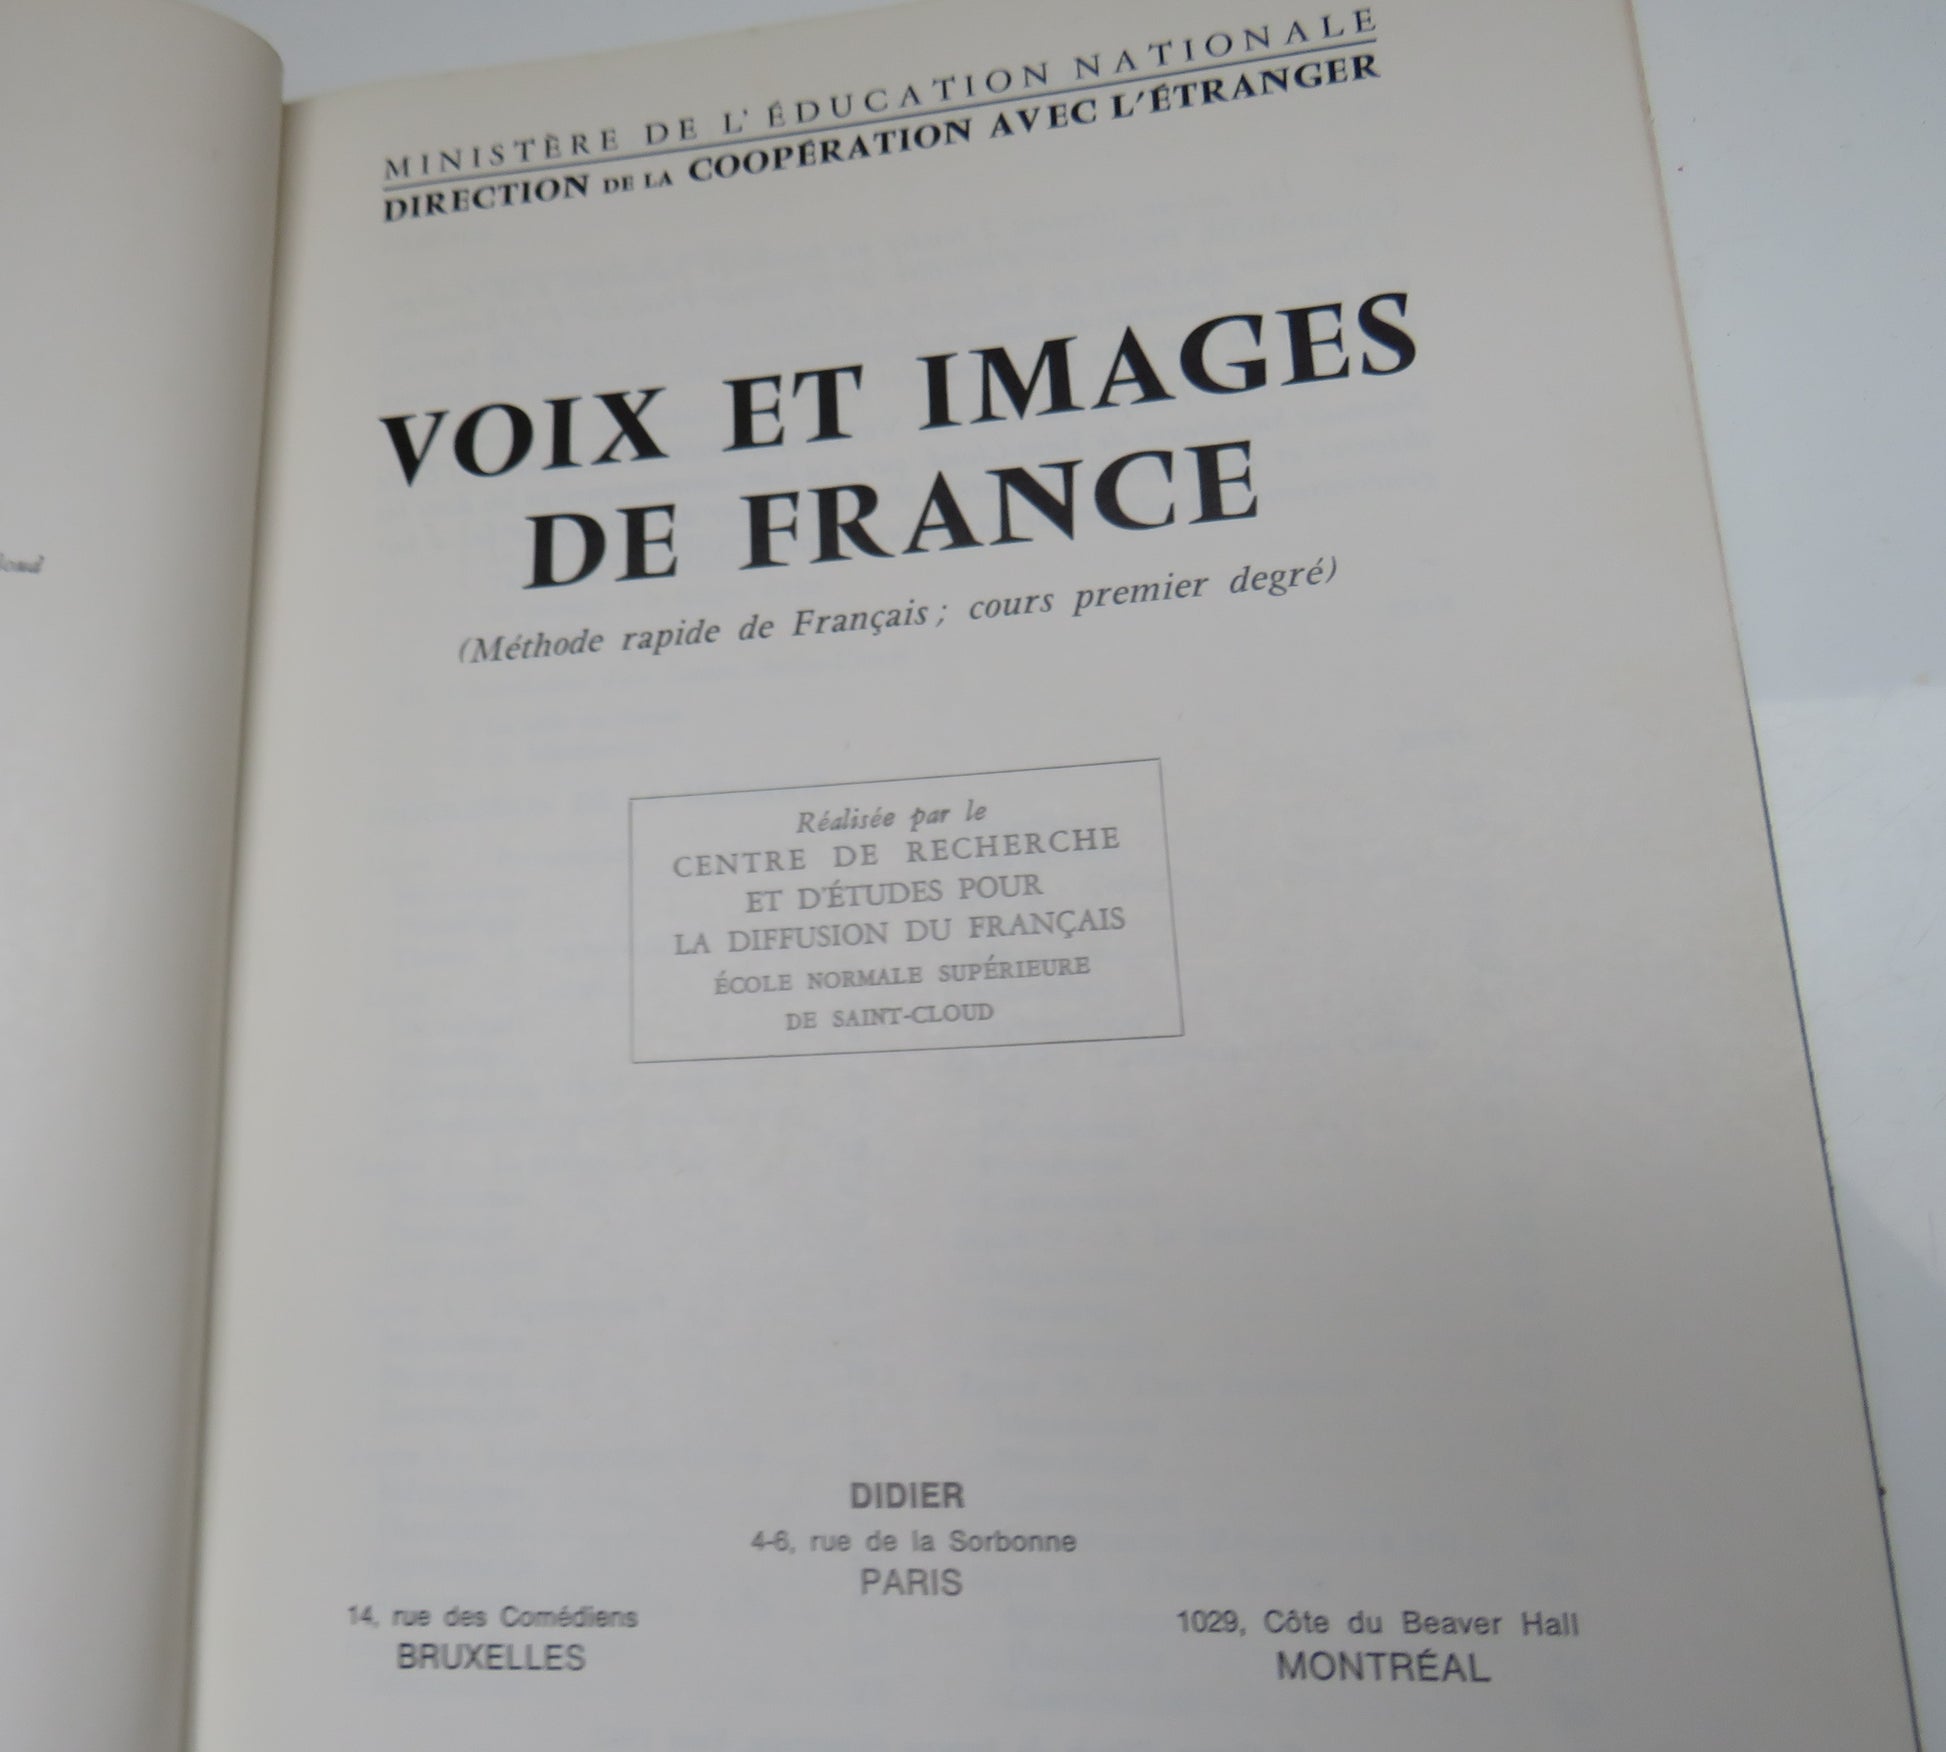 MINISTÈRE DE L'ÉDUCATION NATIONALE
DIRECTION DE LA COOPÉRATION AVEC L'ÉTRANGER
VOIX ET IMAGES
DE FRANCE
(Méthode rapide de Français ; cours premier degré)
Réalisée par le
CENTRE DE RECHERCHE
ET D'ÉTUDES POUR
LA DIFFUSION DU FRANÇAIS
ÉCOLE NORMALE SUPÉRIEURE
DE SAINT-CLOUD
DIDIER
4-6, rue de la Sorbonne
PARIS
14, rue des Comédiens
BRUXELLES
1029, Côte du Beaver Hall
MONTRÉAL